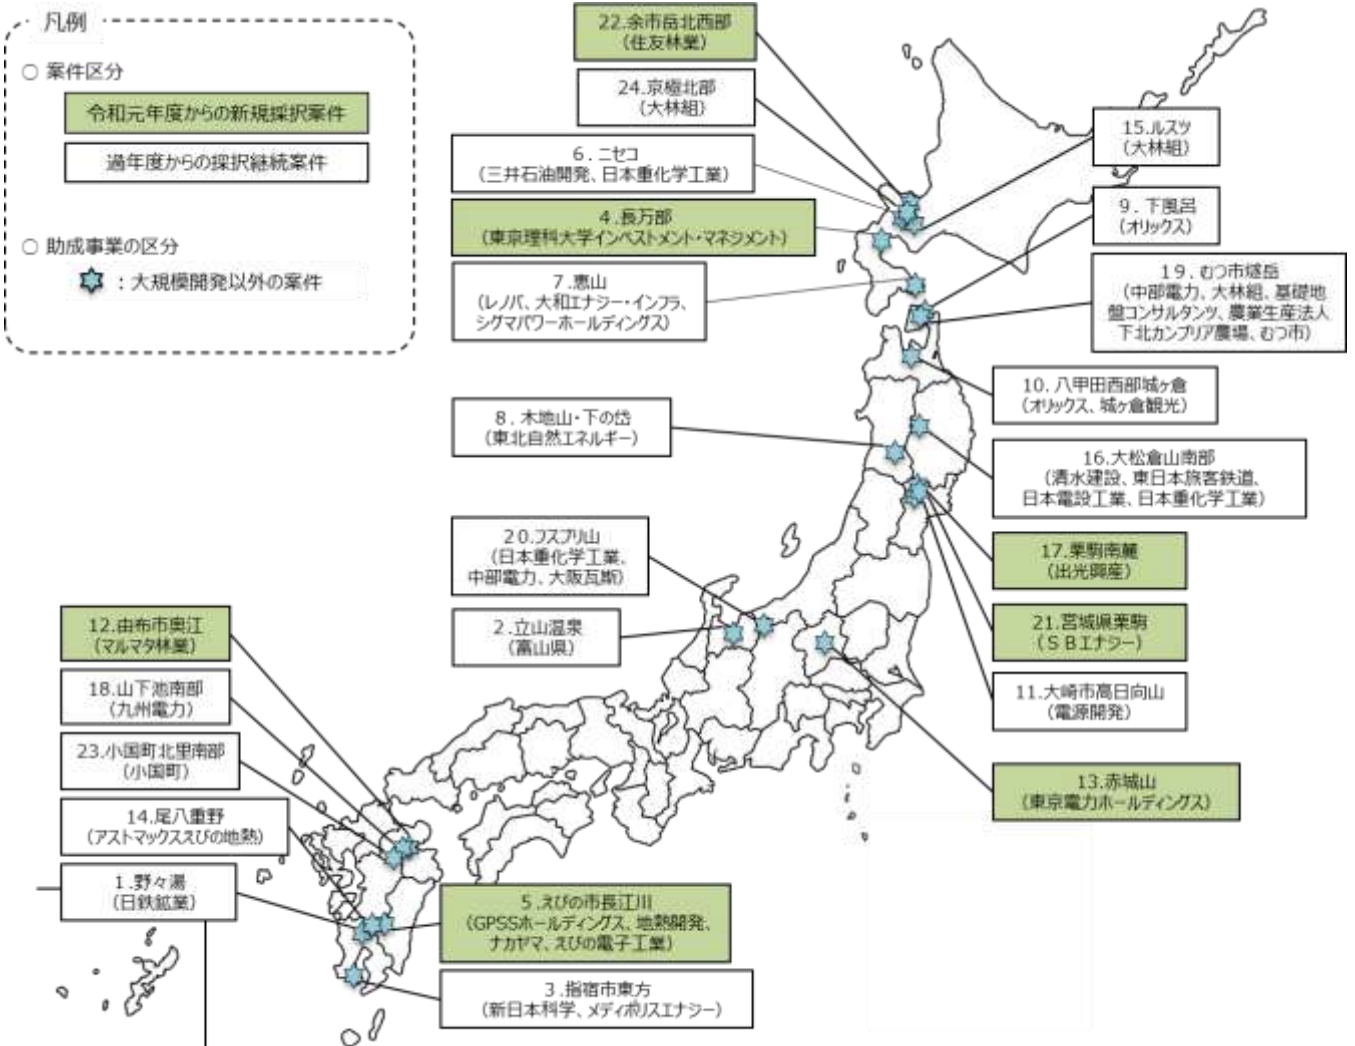 凡例
○ 案件区分
令和元年度からの新規採択案件
過年度からの採択継続案件
○ 助成事業の区分
：大規模開発以外の案件
22.余市岳北西部
（住友林業）
24.京極北部
（大林組）
6．ニセコ
（三井石油開発、日本重化学工業）
4.長万部
（東京理科大学インベストメント・マネジメント）
7.恵山
（レノバ、大和エナジー・インフラ、
シグマパワーホールディングス）
15.ルスツ
（大林組）
9．下風呂
（オリックス）
19．むつ市燧岳
（中部電力、大林組、基礎地
盤コンサルタンツ、農業生産法人
下北カンプリア農場、むつ市）
10．八甲田西部城ヶ倉
（オリックス、城ヶ倉観光）
8．木地山・下の岱
（東北自然エネルギー）
16.大松倉山南部
（清水建設、東日本旅客鉄道、
日本電設工業、日本重化学工業）
20.コスプリ山
（日本重化学工業、
中部電力、大阪瓦斯）
17.栗駒南麓
（出光興産）
2．立山温泉
（富山県）
21.宮城県栗駒
（ＳＢエナジー）
11.大崎市高日向山
（電源開発）
12.由布市奥江
（マルマタ林業）
18.山下池南部
（九州電力）
23.小国町北里南部
（小国町）
13.赤城山
（東京電力ホールディングス）
14.尾八重野
（アストマックスえびの地熱）
1.野々湯
（日鉄鉱業）
5.えびの市長江川
（GPSSホールディングス、地熱開発、
ナカヤマ、えびの電子工業）
3.指宿市東方
（新日本科学、メディポリスエナジー）